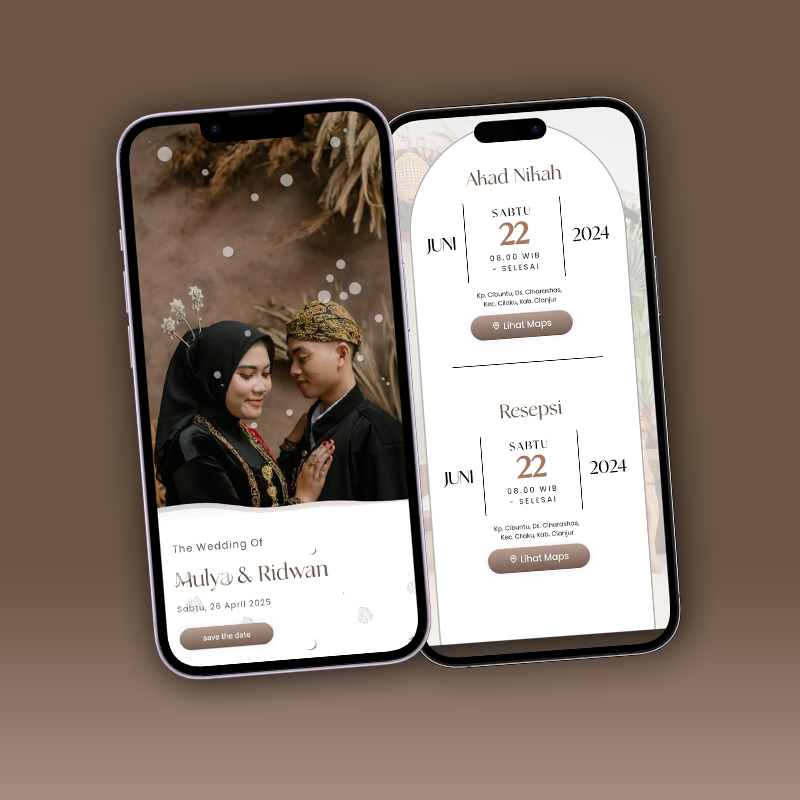 The Wedding Of
Mulya & Ridwan
Sabtu, 26 April 2025
save the date
Akad Nikah
JUNI
SABTU
22
08.00 WIB
- SELESAI
2024
Kp. Cibuntu, Ds. Ciharashas,
Kec. Cilaku, Kab. Cianjur
Lihat Maps
Resepsi
JUNI
SABTU
22
08.00 WIB
- SELESAI
2024
Kp. Cibuntu, Ds. Ciharashas,
Kec. Cilaku, Kab. Cianjur
Lihat Maps